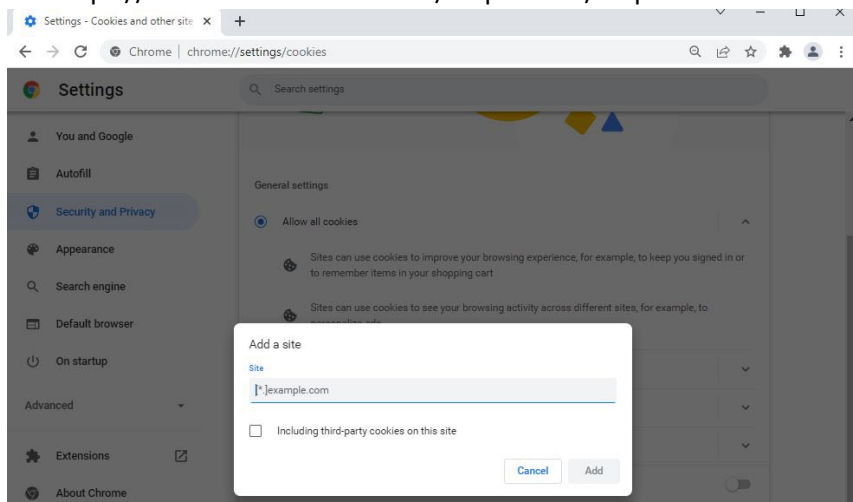 Settings - Cookies and other site
Chrome | chrome://settings/cookies
Settings
Search settings
You and Google
Autofill
Security and Privacy
Appearance
Search engine
Default browser
On startup
Advanced
Extensions
About Chrome
General settings
Allow all cookies
Sites can use cookies to improve your browsing experience, for example, to keep you signed in or
to remember items in your shopping cart
Sites can use cookies to see your browsing activity across different sites, for example, to
Add a site
Site
[*.]example.com
Including third-party cookies on this site
Cancel
Add